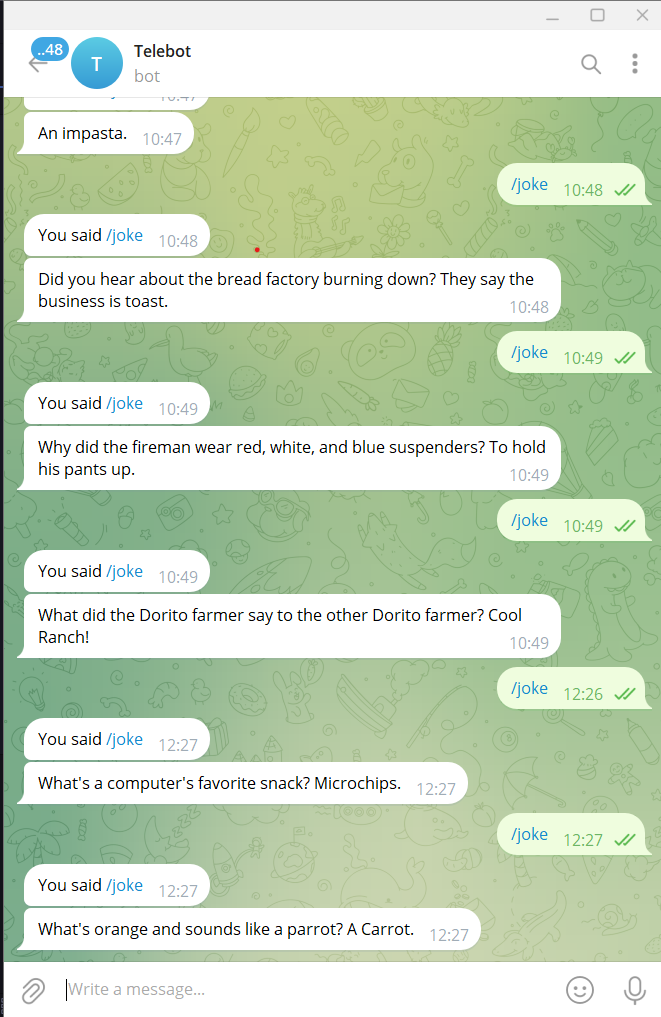 ..48
T
Telebot
bot
10:47
An impasta. 10:47
/joke 10:48
You said /joke 10:48
Did you hear about the bread factory burning down? They say the
business is toast. 10:48
/joke 10:49
You said /joke 10:49
Why did the fireman wear red, white, and blue suspenders? To hold
his pants up. 10:49
/joke 10:49
You said /joke 10:49
What did the Dorito farmer say to the other Dorito farmer? Cool
Ranch! 10:49
/joke 12:26
You said /joke 12:27
What's a computer's favorite snack? Microchips. 12:27
/joke 12:27
You said /joke 12:27
What's orange and sounds like a parrot? A Carrot. 12:27
Write a message...